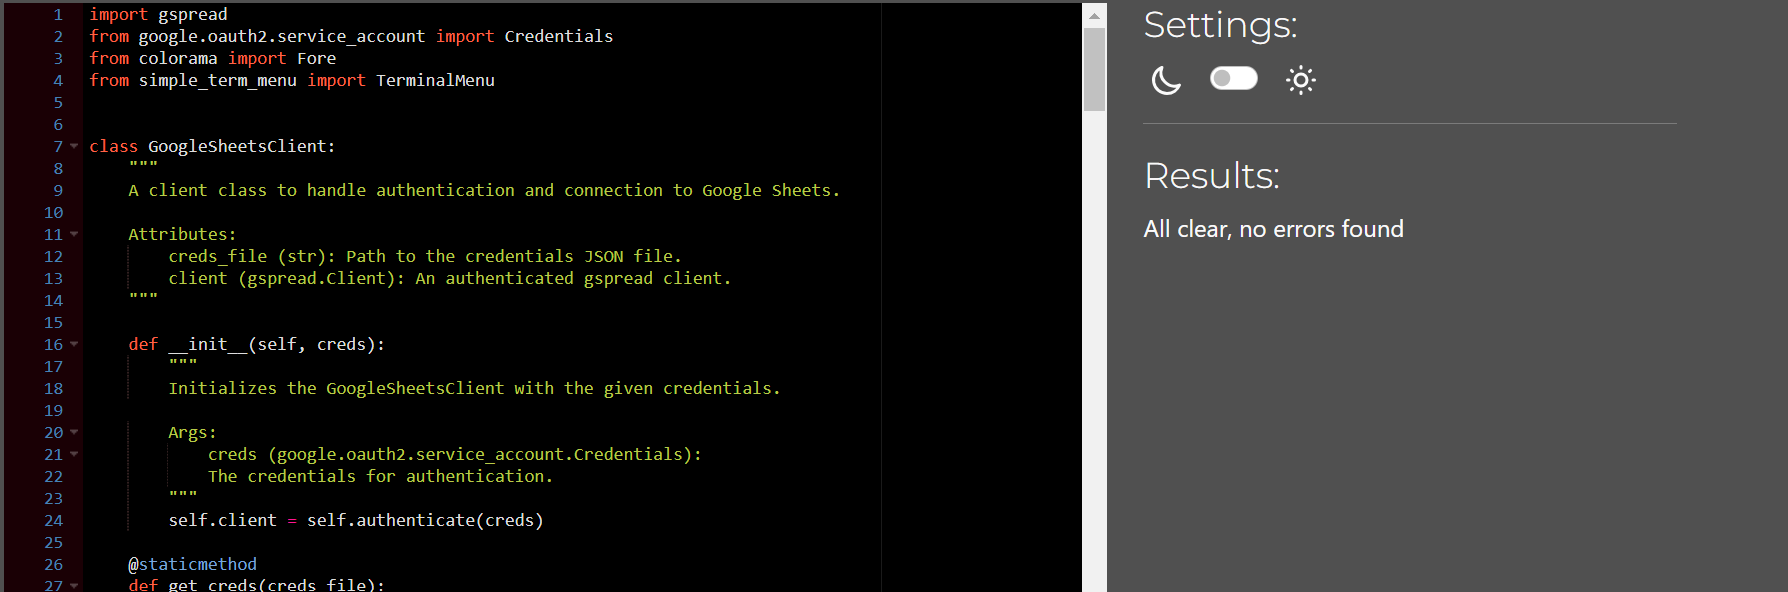 1 import gspread
2 from google.oauth2.service_account import Credentials
3 from colorama import Fore
4 from simple_term_menu import TerminalMenu
5
6
7 class GoogleSheetsClient:
8     """
9     A client class to handle authentication and connection to Google Sheets.
10
11     Attributes:
12         creds_file (str): Path to the credentials JSON file.
13         client (gspread.Client): An authenticated gspread client.
14     """
15
16     def __init__(self, creds):
17         """
18         Initializes the GoogleSheetsClient with the given credentials.
19
20         Args:
21             creds (google.oauth2.service_account.Credentials):
22             The credentials for authentication.
23         """
24         self.client = self.authenticate(creds)
25
26     @staticmethod
27     def get_creds(creds_file):
Settings:
Results:
All clear, no errors found